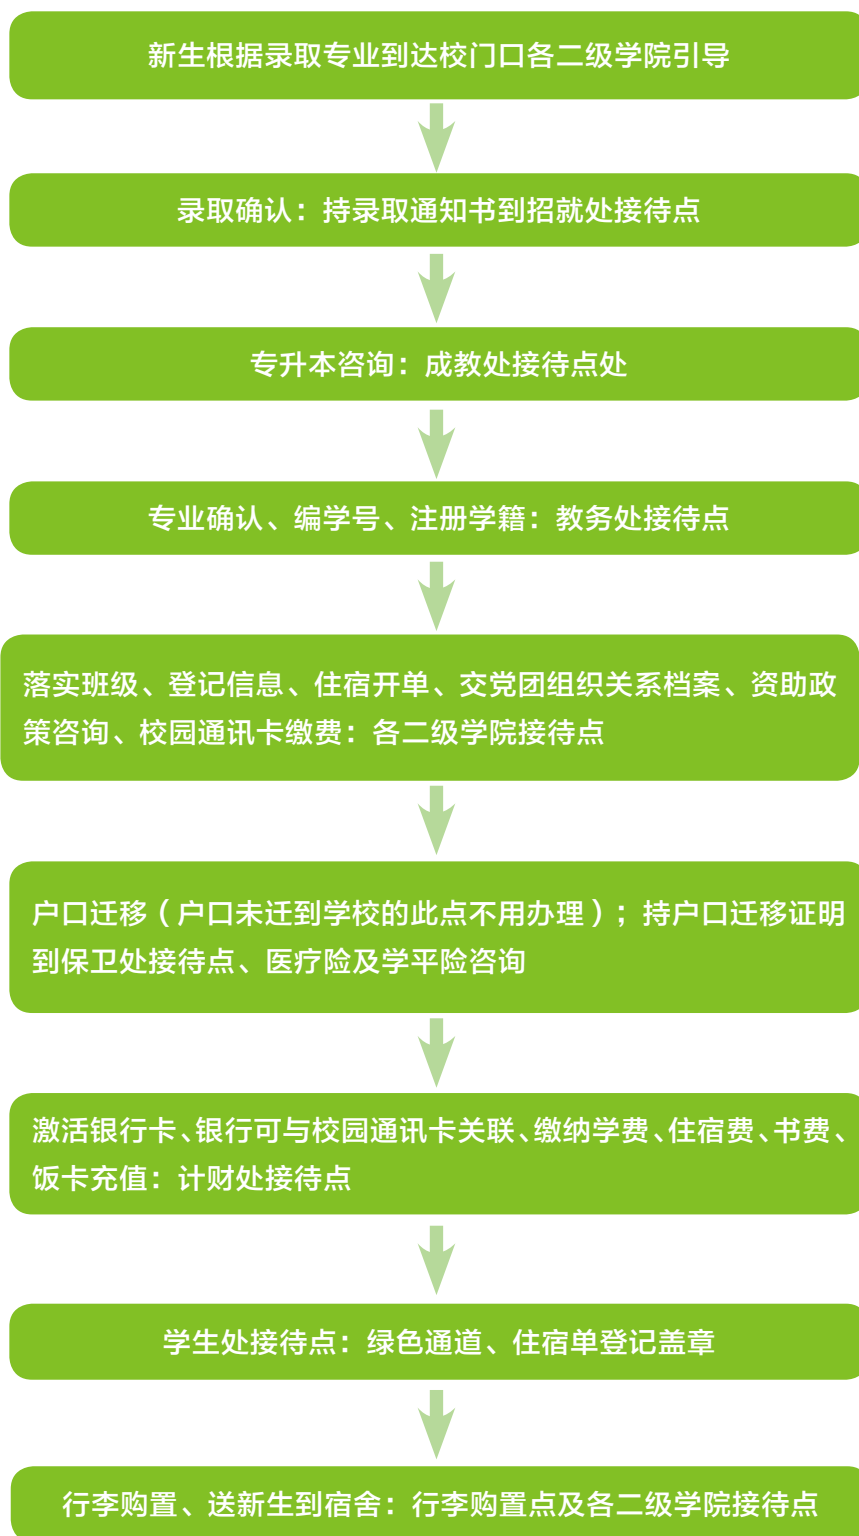 新生根据录取专业到达校门口各二级学院引导
录取确认：持录取通知书到招就处接待点
专升本咨询：成教处接待点处
专业确认、编学号、注册学籍：教务处接待点
落实班级、登记信息、住宿开单、交党团组织关系档案、资助政
策咨询、校园通讯卡缴费：各二级学院接待点
户口迁移（户口未迁到学校的此点不用办理）；持户口迁移证明
到保卫处接待点、医疗险及学平险咨询
激活银行卡、银行可与校园通讯卡关联、缴纳学费、住宿费、书费、
饭卡充值：计财处接待点
学生处接待点：绿色通道、住宿单登记盖章
行李购置、送新生到宿舍：行李购置点及各二级学院接待点